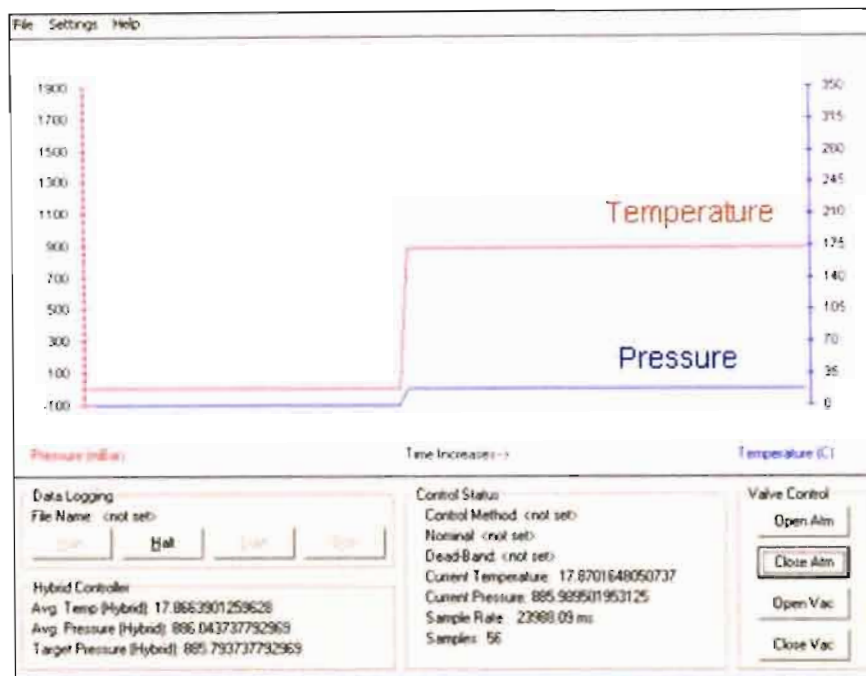 File Settings Help
1900
1700
1500
1300
1100
900
700
500
300
100
-100
350
315
280
245
210
175
140
105
70
35
0
Temperature
Pressure
Pressure (mBar)
Time Increases->
Temperature (C)
Data Logging
File Name: <not set>
Halt
Hybrid Controller
Avg. Temp (Hybrid): 17.8663901259628
Avg. Pressure (Hybrid): 886.043737792969
Target Pressure (Hybrid): 885.793737792969
Control Status
Control Method: <not set>
Nominal: <not set>
Dead-Band: <not set>
Current Temperature: 17.8701648050737
Current Pressure: 885.989501953125
Sample Rate: 23988.09 ms
Samples: 56
Valve Control
Open Atm
Close Atm
Open Vac
Close Vac